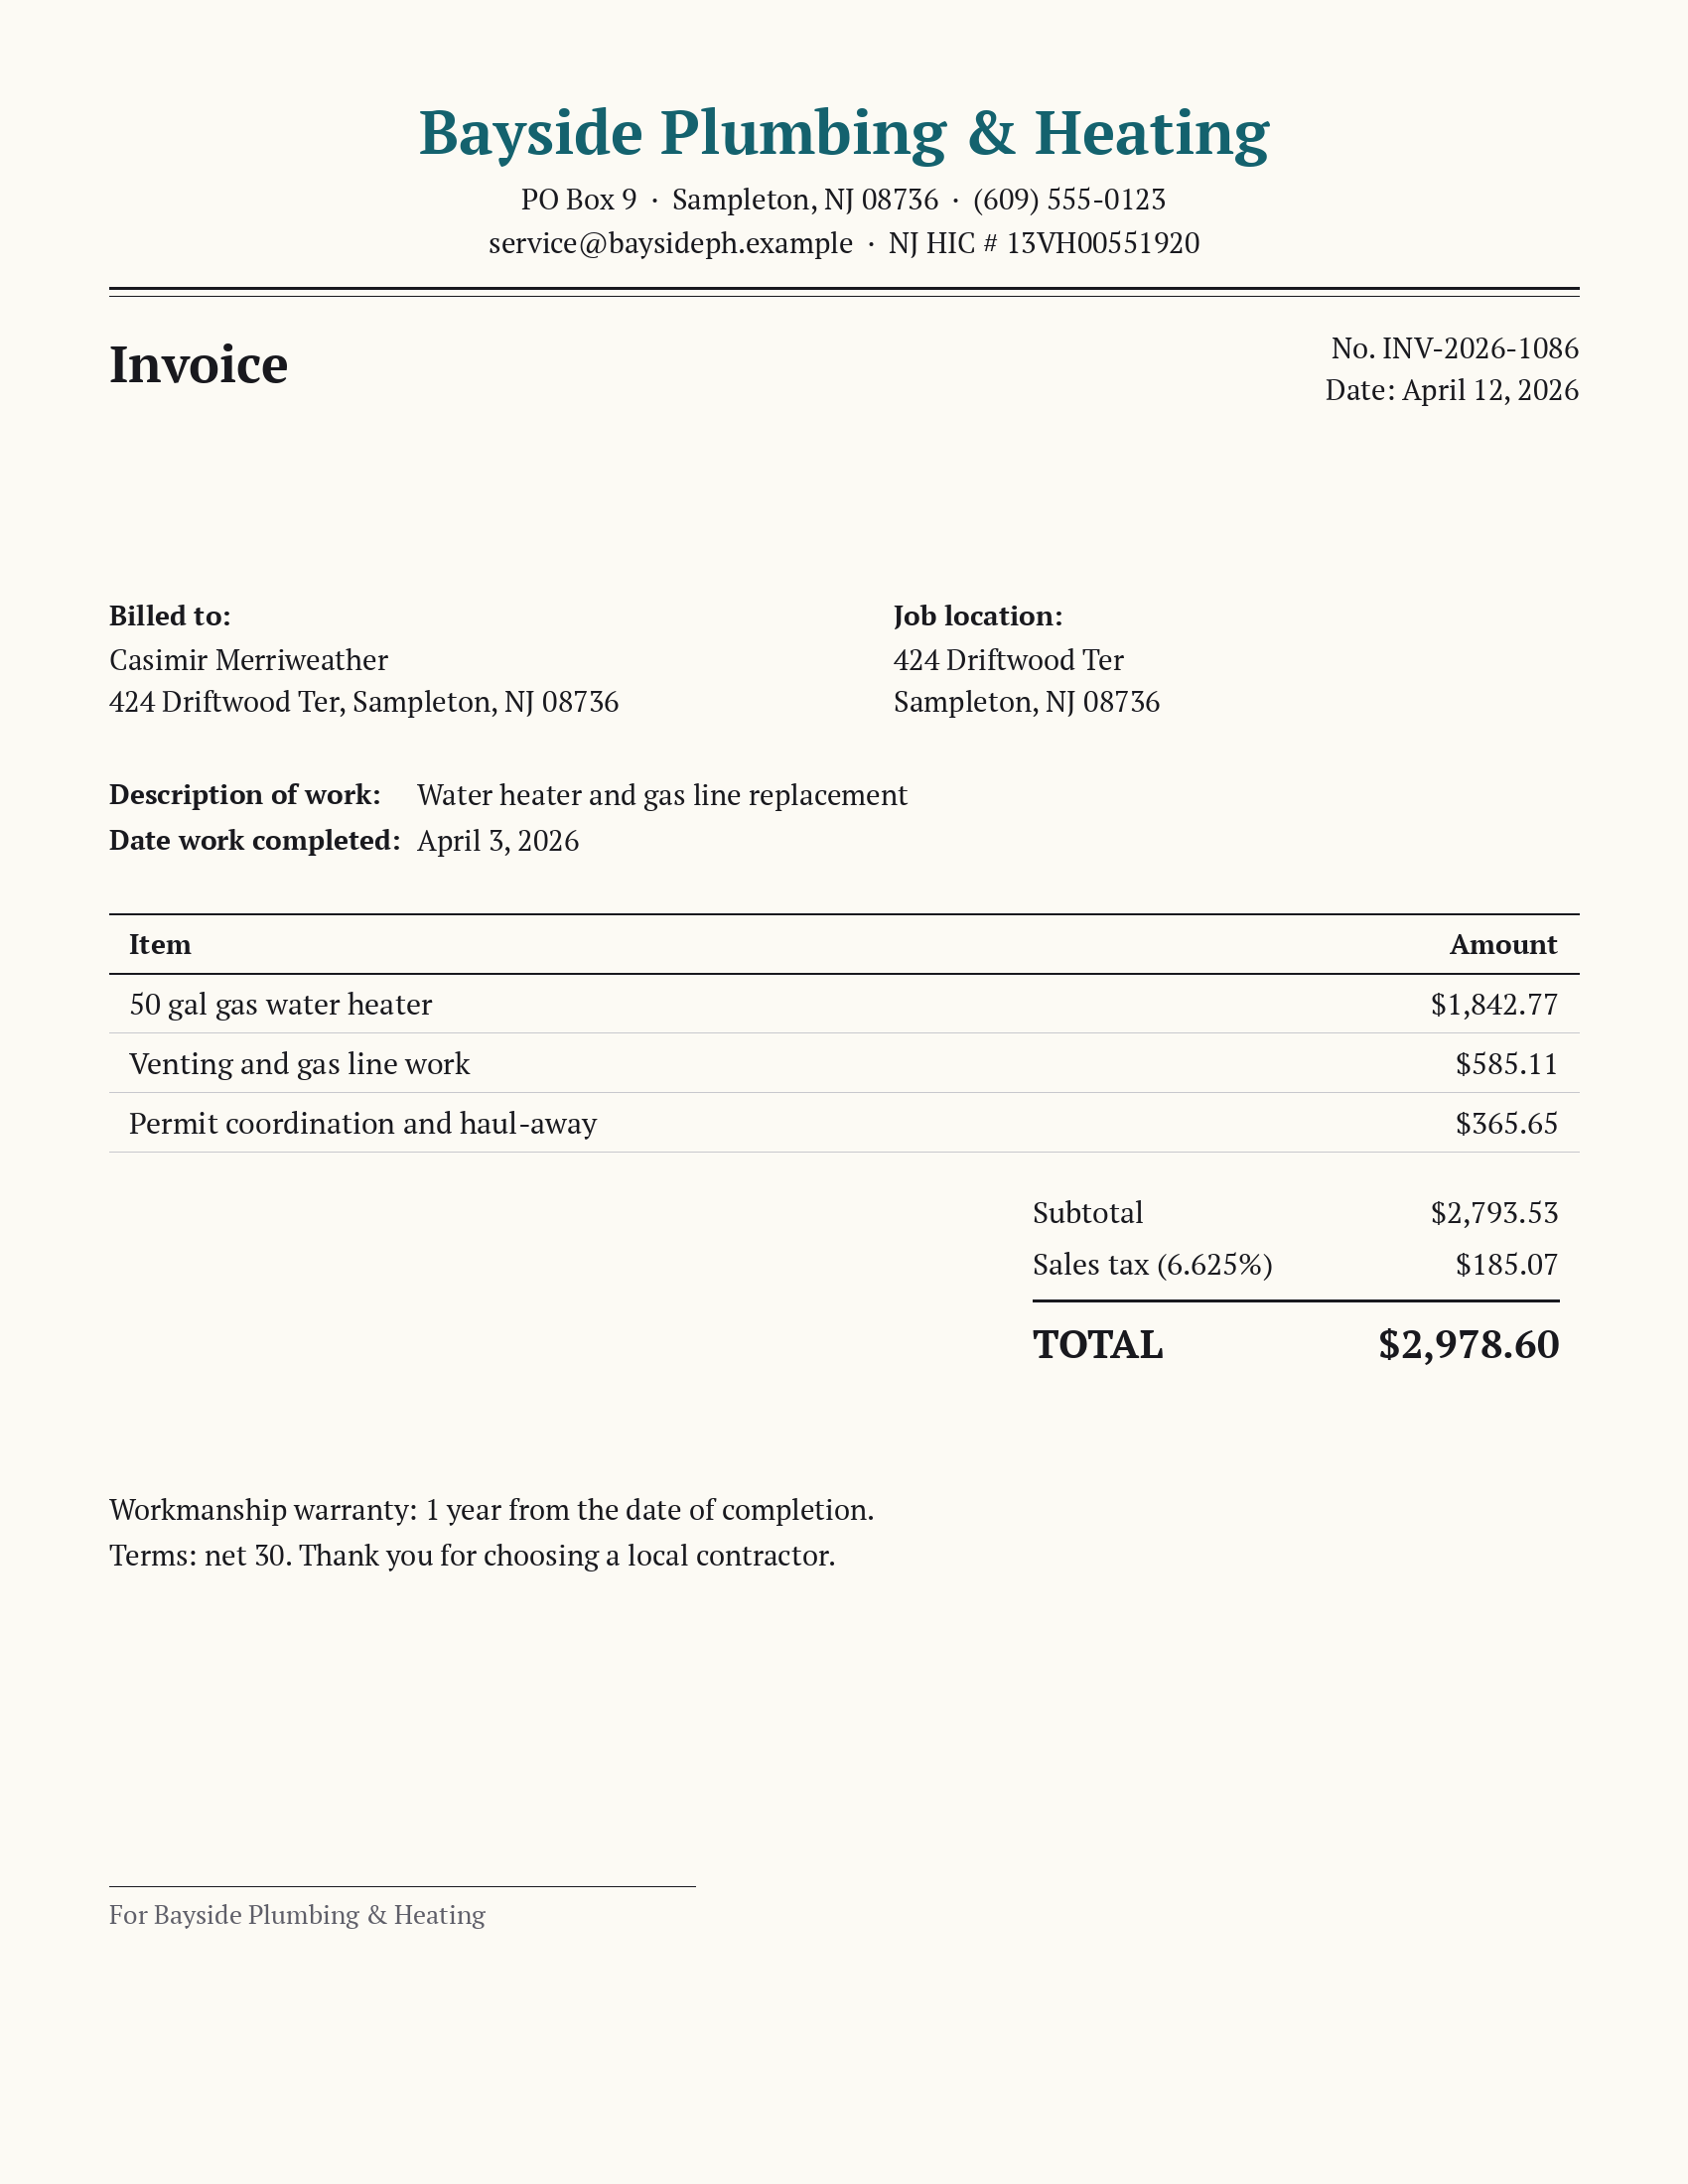 Bayside Plumbing & Heating
PO Box 9 · Sampleton, NJ 08736 · (609) 555-0123
service@baysideph.example · NJ HIC # 13VH00551920
Invoice
No. INV-2026-1086
Date: April 12, 2026
Billed to:
Casimir Merriweather
424 Driftwood Ter, Sampleton, NJ 08736
Job location:
424 Driftwood Ter
Sampleton, NJ 08736
Description of work: Water heater and gas line replacement
Date work completed: April 3, 2026
Item Amount
50 gal gas water heater $1,842.77
Venting and gas line work $585.11
Permit coordination and haul-away $365.65
Subtotal $2,793.53
Sales tax (6.625%) $185.07
TOTAL $2,978.60
Workmanship warranty: 1 year from the date of completion.
Terms: net 30. Thank you for choosing a local contractor.
For Bayside Plumbing & Heating